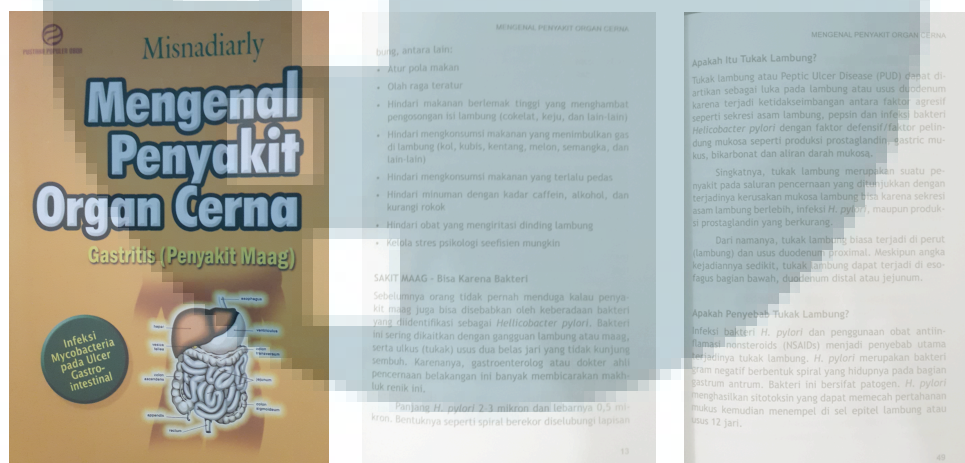 PUSTAKA POPULER OBOR
Misnadiarly
Mengenal
Penyakit
Organ Cerna
Gastritis (Penyakit Maag)
Infeksi
Mycobacteria
pada Ulcer
Gastro-
intestinal
esophagus
MENGENAL PENYAKIT ORGAN CERNA
bung, antara lain:
• Atur pola makan
• Olah raga teratur
• Hindari makanan berlemak tinggi yang menghambat
pengosongan isi lambung (cokelat, keju, dan lain-lain)
• Hindari mengkonsumsi makanan yang menimbulkan gas
di lambung (kol, kubis, kentang, melon, semangka, dan
lain-lain)
• Hindari mengkonsumsi makanan yang terlalu pedas
• Hindari minuman dengan kadar caffein, alkohol, dan
kurangi rokok
• Hindari obat yang mengiritasi dinding lambung
• Kelola stres psikologi seefisien mungkin
SAKIT MAAG - Bisa Karena Bakteri
Sebelumnya orang tidak pernah menduga kalau penya-
kit maag juga bisa disebabkan oleh keberadaan bakteri
yang diidentifikasi sebagai Hellicobacter pylori. Bakteri
ini sering dikaitkan dengan gangguan lambung atau maag,
serta ulkus (tukak) usus dua belas jari yang tidak kunjung
sembuh. Karenanya, gastroenterolog atau dokter ahli
pencernaan belakangan ini banyak membicarakan makh-
luk renik ini.
Panjang H. pylori 2-3 mikron dan lebarnya 0,5 mi-
kron. Bentuknya seperti spiral berekor diselubungi lapisan
13
MENGENAL PENYAKIT ORGAN CERNA
Apakah Itu Tukak Lambung?
Tukak lambung atau Peptic Ulcer Disease (PUD) dapat di-
artikan sebagai luka pada lambung atau usus duodenum
karena terjadi ketidakseimbangan antara faktor agresif
seperti sekresi asam lambung, pepsin dan infeksi bakteri
Helicobacter pylori dengan faktor defensif/faktor pelin-
dung mukosa seperti produksi prostaglandin, gastric mu-
kus, bikarbonat dan aliran darah mukosa.
Singkatnya, tukak lambung merupakan suatu pe-
nyakit pada saluran pencernaan yang ditunjukkan dengan
terjadinya kerusakan mukosa lambung bisa karena sekresi
asam lambung berlebih, infeksi H. pylori, maupun produk-
si prostaglandin yang berkurang.
Dari namanya, tukak lambung biasa terjadi di perut
(lambung) dan usus duodenum proximal. Meskipun angka
kejadiannya sedikit, tukak lambung dapat terjadi di eso-
fagus bagian bawah, duodenum distal atau jejunum.
Apakah Penyebab Tukak Lambung?
Infeksi bakteri H. pylori dan penggunaan obat antiin-
flamasi nonsteroids (NSAIDs) menjadi penyebab utama
terjadinya tukak lambung. H. pylori merupakan bakteri
gram negatif berbentuk spiral yang hidupnya pada bagian
gastrum antrum. Bakteri ini bersifat patogen. H. pylori
menghasilkan sitotoksin yang dapat memecah pertahanan
mukus kemudian menempel di sel epitel lambung atau
usus 12 jari.